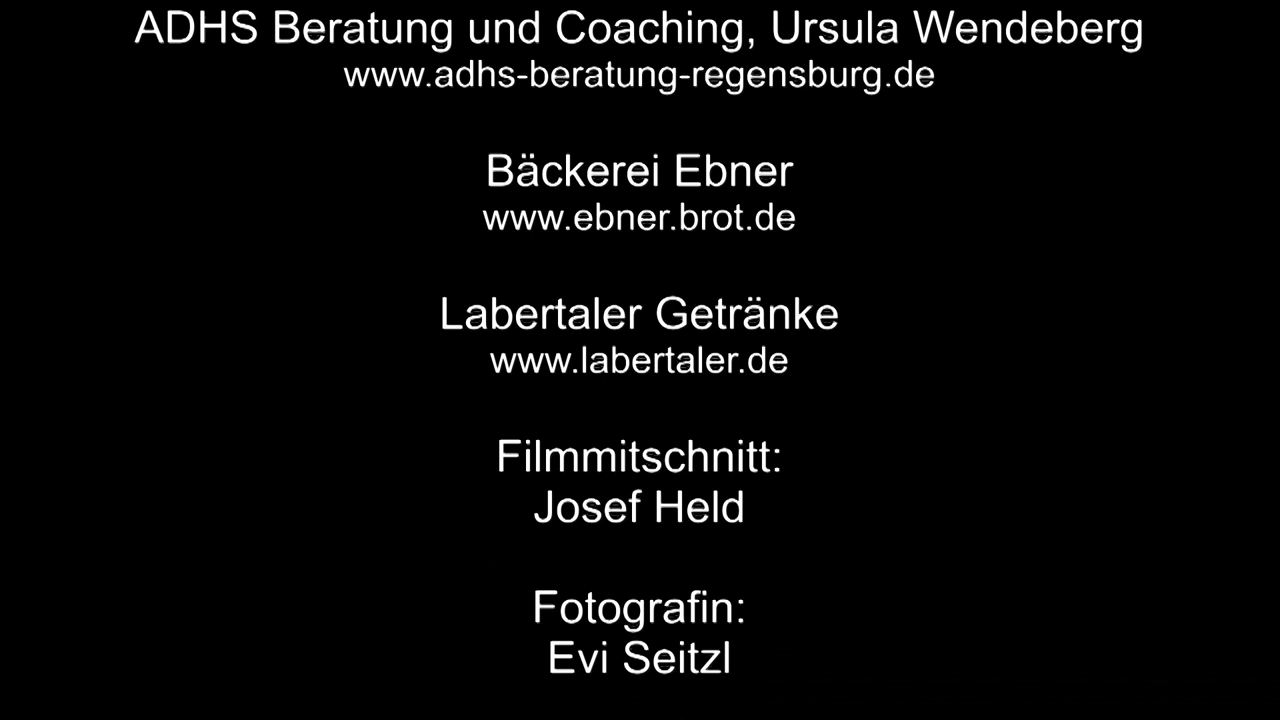 ADHS Beratung und Coaching, Ursula Wendeberg
www.adhs-beratung-regensburg.de
Bäckerei Ebner
www.ebner.brot.de
Labertaler Getränke
www.labertaler.de
Filmmitschnitt:
Josef Held
Fotografin:
Evi Seitzl